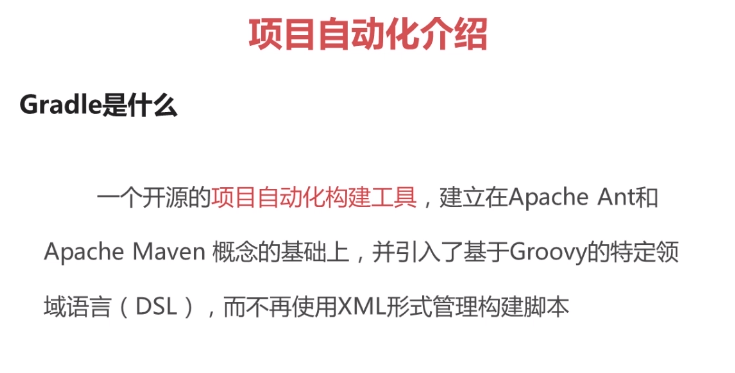 项目自动化介绍
Gradle是什么
一个开源的项目自动化构建工具，建立在Apache Ant和
Apache Maven 概念的基础上，并引入了基于Groovy的特定领
域语言（DSL），而不再使用XML形式管理构建脚本